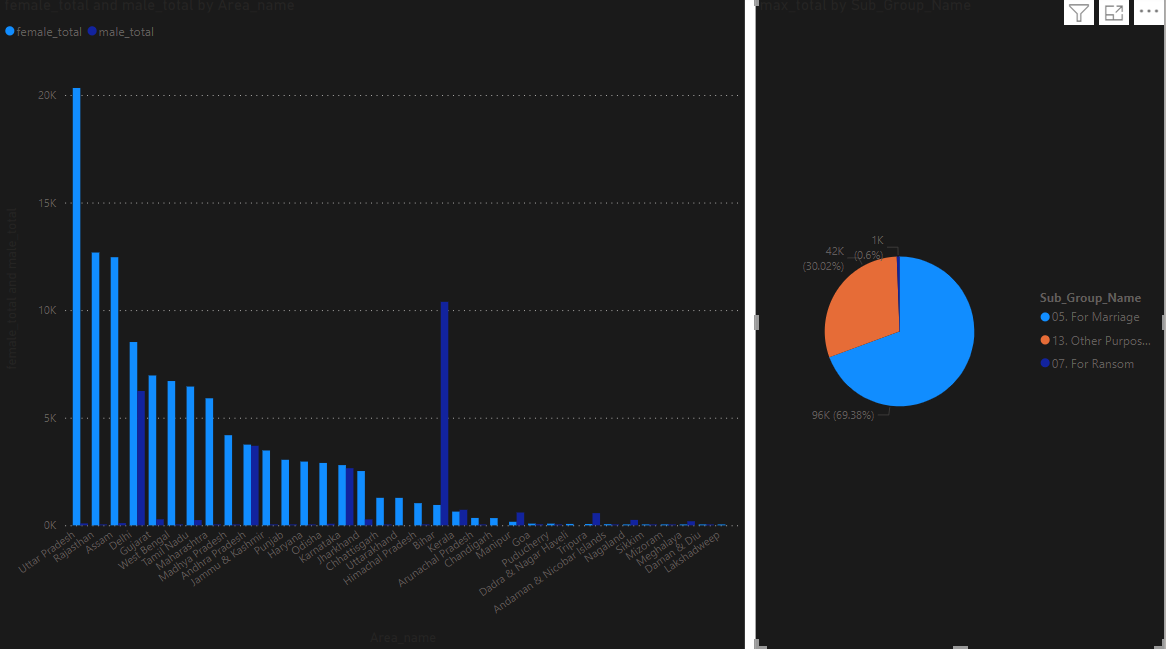 female_total and male_total by Area_name
female_total male_total
20K
15K
10K
5K
0K
female_total and male_total
Uttar Pradesh
Rajasthan
Assam
Delhi
Gujarat
West Bengal
Tamil Nadu
Maharashtra
Madhya Pradesh
Andhra Pradesh
Jammu & Kashmir
Punjab
Haryana
Odisha
Karnataka
Jharkhand
Chhattisgarh
Uttarakhand
Himachal Pradesh
Bihar
Kerala
Arunachal Pradesh
Chandigarh
Manipur
Goa
Puducherry
Dadra & Nagar Haveli
Tripura
Andaman & Nicobar Islands
Nagaland
Sikkim
Mizoram
Meghalaya
Daman & Diu
Lakshadweep
Area_name
max_total by Sub_Group_Name
1K
(0.6%)
42K
(30.02%)
96K (69.38%)
Sub_Group_Name
05. For Marriage
13. Other Purpos...
07. For Ransom